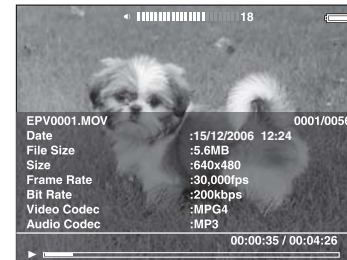 18
EPV0001.MOV 0001/0056
Date :15/12/2006 12:24
File Size :5.6MB
Size :640x480
Frame Rate :30,000fps
Bit Rate :200kbps
Video Codec :MPG4
Audio Codec :MP3
00:00:35 / 00:04:26